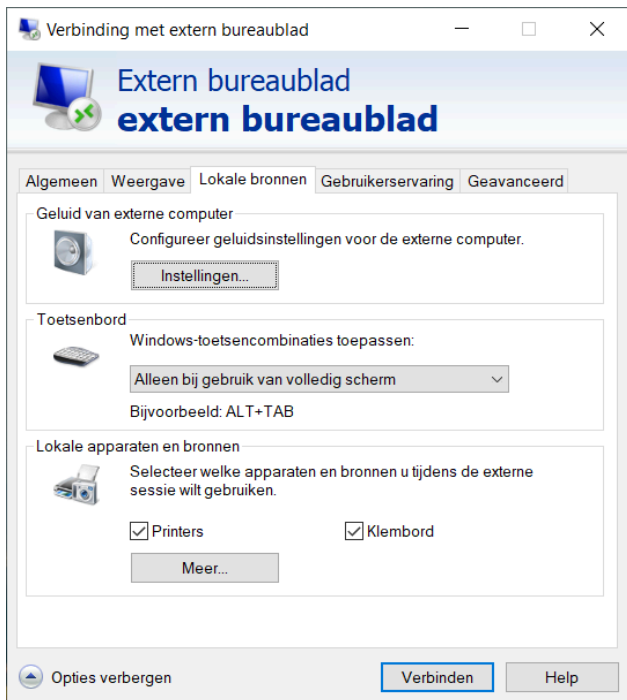 Verbinding met extern bureaublad
Extern bureaublad
extern bureaublad
Algemeen Weergave Lokale bronnen Gebruikerservaring Geavanceerd
Geluid van externe computer
Configureer geluidsinstellingen voor de externe computer.
Instellingen...
Toetsenbord
Windows-toetsencombinaties toepassen:
Alleen bij gebruik van volledig scherm
Bijvoorbeeld: ALT+TAB
Lokale apparaten en bronnen
Selecteer welke apparaten en bronnen u tijdens de externe
sessie wilt gebruiken.
Printers Klembord
Meer...
Opties verbergen Verbinden Help